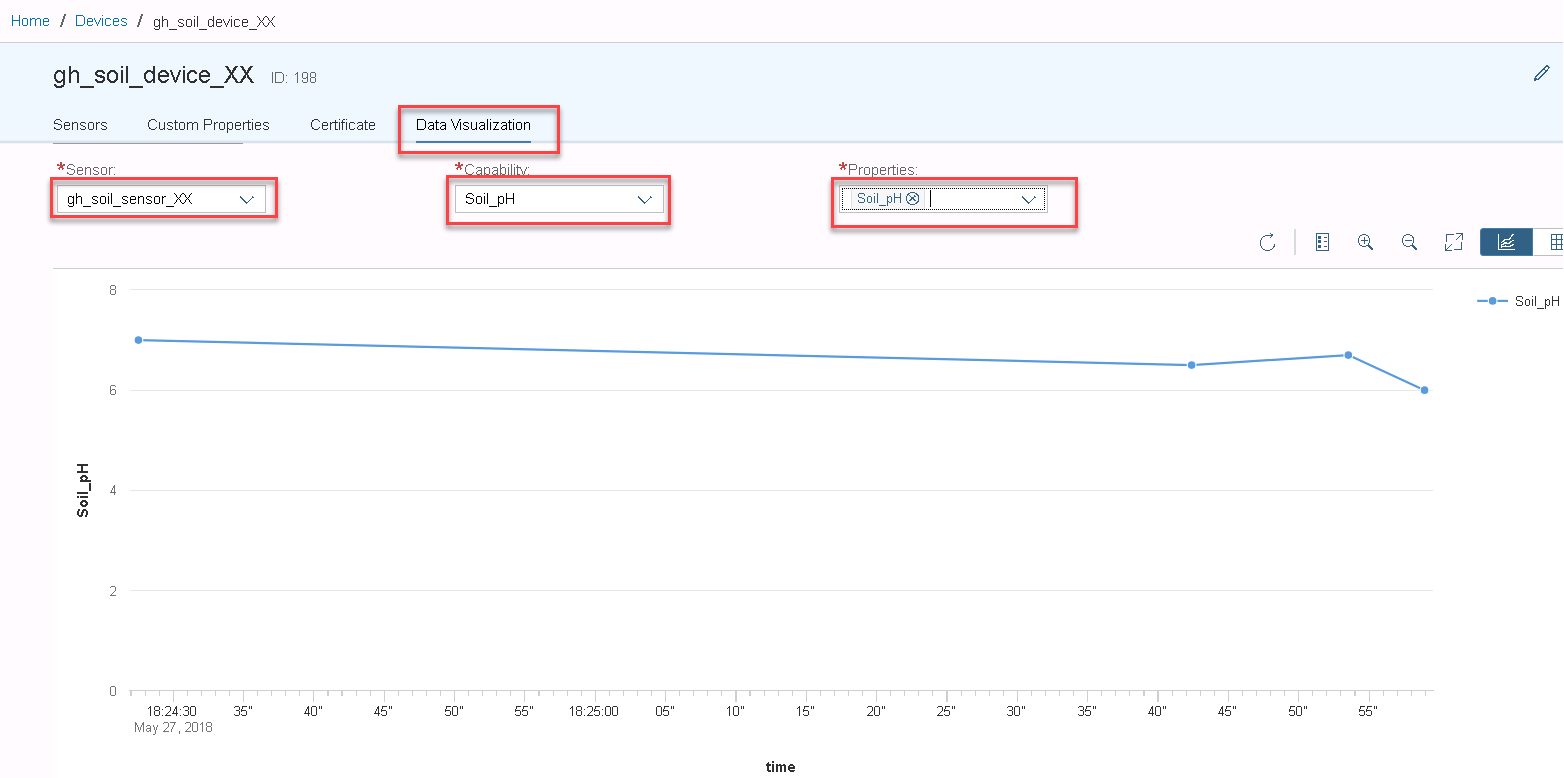 Home / Devices / gh_soil_device_XX
gh_soil_device_XX ID: 198
Sensors Custom Properties Certificate Data Visualization
*Sensor: *Capability: *Properties:
gh_soil_sensor_XX Soil_pH Soil_pH
8
Soil_pH
6
Soil_pH
4
2
0
18:24:30 35" 40" 45" 50" 55" 18:25:00 05" 10" 15" 20" 25" 30" 35" 40" 45" 50" 55"
May 27, 2018
time